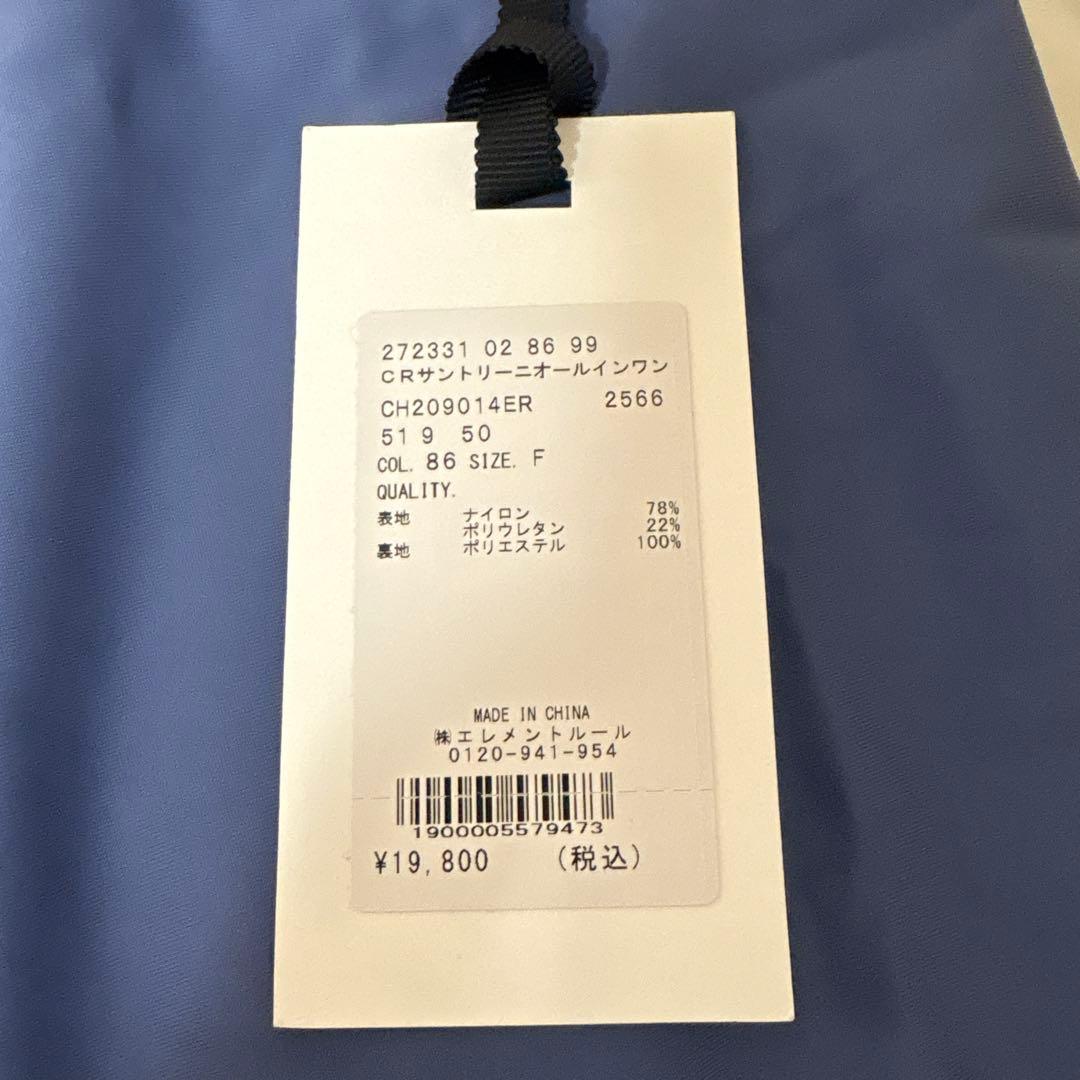 272331 02 86 99
CRサントリーニオールインワン
CH209014ER 2566
51 9 50
COL. 86 SIZE. F
QUALITY.
表地 ナイロン 78%
ポリウレタン 22%
裏地 ポリエステル 100%
MADE IN CHINA
㈱エレメントルール
0120-941-954
1900005579473
¥19,800 (税込)